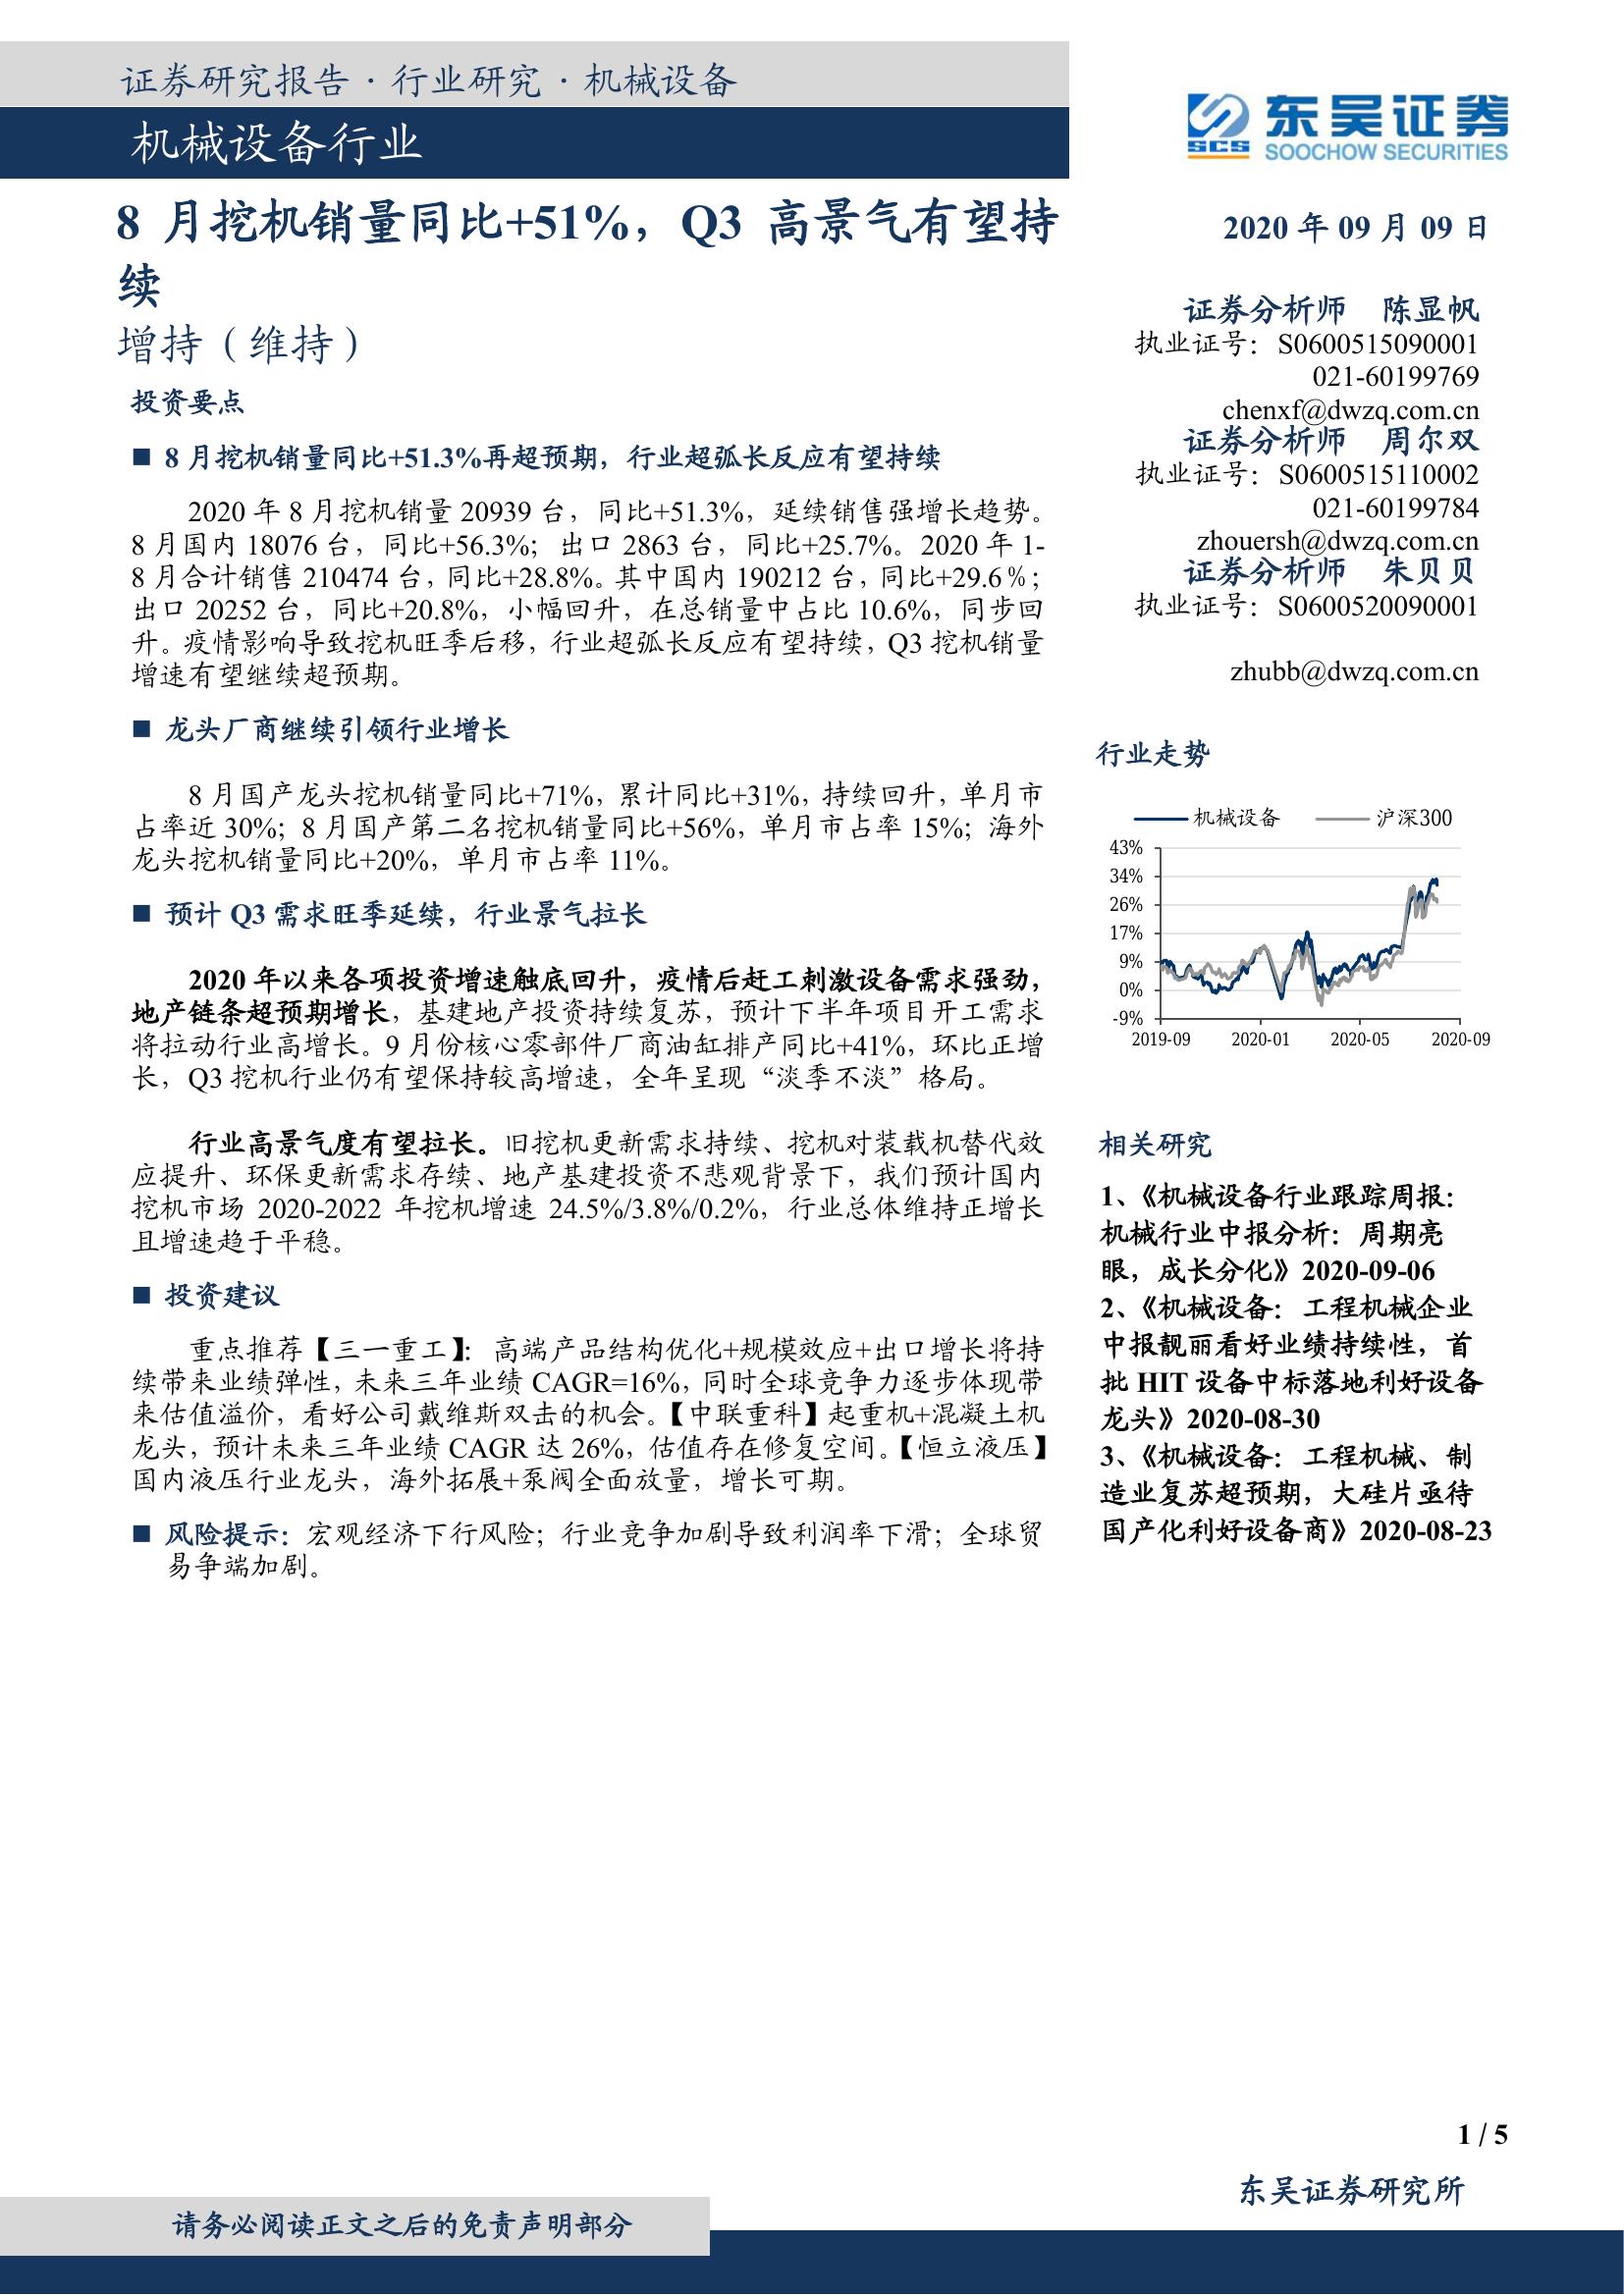 证券研究报告 · 行业研究 · 机械设备
机械设备行业
东吴证券
SCS
SOOCHOW SECURITIES
8 月挖机销量同比+51%，Q3 高景气有望持
续
增持（维持）
投资要点
■ 8 月挖机销量同比+51.3%再超预期，行业超弧长反应有望持续
2020 年 8 月挖机销量 20939 台，同比+51.3%，延续销售强增长趋势。
8 月国内 18076 台，同比+56.3%；出口 2863 台，同比+25.7%。2020 年 1-
8 月合计销售 210474 台，同比+28.8%。其中国内 190212 台，同比+29.6%；
出口 20252 台，同比+20.8%，小幅回升，在总销量中占比 10.6%，同步回
升。疫情影响导致挖机旺季后移，行业超弧长反应有望持续，Q3 挖机销量
增速有望继续超预期。
■ 龙头厂商继续引领行业增长
8 月国产龙头挖机销量同比+71%，累计同比+31%，持续回升，单月市
占率近 30%；8 月国产第二名挖机销量同比+56%，单月市占率 15%；海外
龙头挖机销量同比+20%，单月市占率 11%。
■ 预计 Q3 需求旺季延续，行业景气拉长
2020 年以来各项投资增速触底回升，疫情后赶工刺激设备需求强劲，
地产链条超预期增长，基建地产投资持续复苏，预计下半年项目开工需求
将拉动行业高增长。9 月份核心零部件厂商油缸排产同比+41%，环比正增
长，Q3 挖机行业仍有望保持较高增速，全年呈现“淡季不淡”格局。
行业高景气度有望拉长。旧挖机更新需求持续、挖机对装载机替代效
应提升、环保更新需求存续、地产基建投资不悲观背景下，我们预计国内
挖机市场 2020-2022 年挖机增速 24.5%/3.8%/0.2%，行业总体维持正增长
且增速趋于平稳。
■ 投资建议
重点推荐【三一重工】：高端产品结构优化+规模效应+出口增长将持
续带来业绩弹性，未来三年业绩 CAGR=16%，同时全球竞争力逐步体现带
来估值溢价，看好公司戴维斯双击的机会。【中联重科】起重机+混凝土机
龙头，预计未来三年业绩 CAGR 达 26%，估值存在修复空间。【恒立液压】
国内液压行业龙头，海外拓展+泵阀全面放量，增长可期。
■ 风险提示：宏观经济下行风险；行业竞争加剧导致利润率下滑；全球贸
易争端加剧。
2020 年 09 月 09 日
证券分析师 陈显帆
执业证号：S0600515090001
021-60199769
chenxf@dwzq.com.cn
证券分析师 周尔双
执业证号：S0600515110002
021-60199784
zhouersh@dwzq.com.cn
证券分析师 朱贝贝
执业证号：S0600520090001
zhubb@dwzq.com.cn
行业走势
机械设备 沪深300
43%
34%
26%
17%
9%
0%
-9%
2019-09 2020-01 2020-05 2020-09
相关研究
1、《机械设备行业跟踪周报：
机械行业中报分析：周期亮
眼，成长分化》2020-09-06
2、《机械设备：工程机械企业
中报靓丽看好业绩持续性，首
批 HIT 设备中标落地利好设备
龙头》2020-08-30
3、《机械设备：工程机械、制
造业复苏超预期，大硅片亟待
国产化利好设备商》2020-08-23
1 / 5
东吴证券研究所
请务必阅读正文之后的免责声明部分